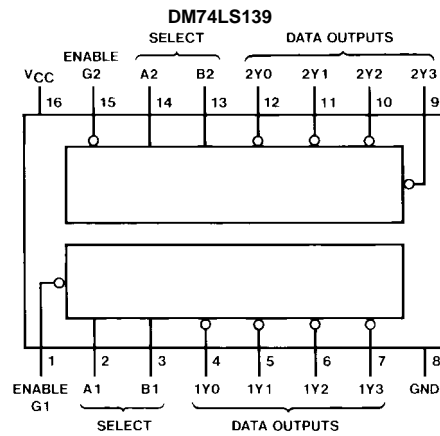 DM74LS139
SELECT DATA OUTPUTS
ENABLE
VCC G2 A2 B2 2Y0 2Y1 2Y2 2Y3
16 15 14 13 12 11 10 9
1 2 3 4 5 6 7 8
ENABLE A1 B1 1Y0 1Y1 1Y2 1Y3 GND
G1
SELECT DATA OUTPUTS